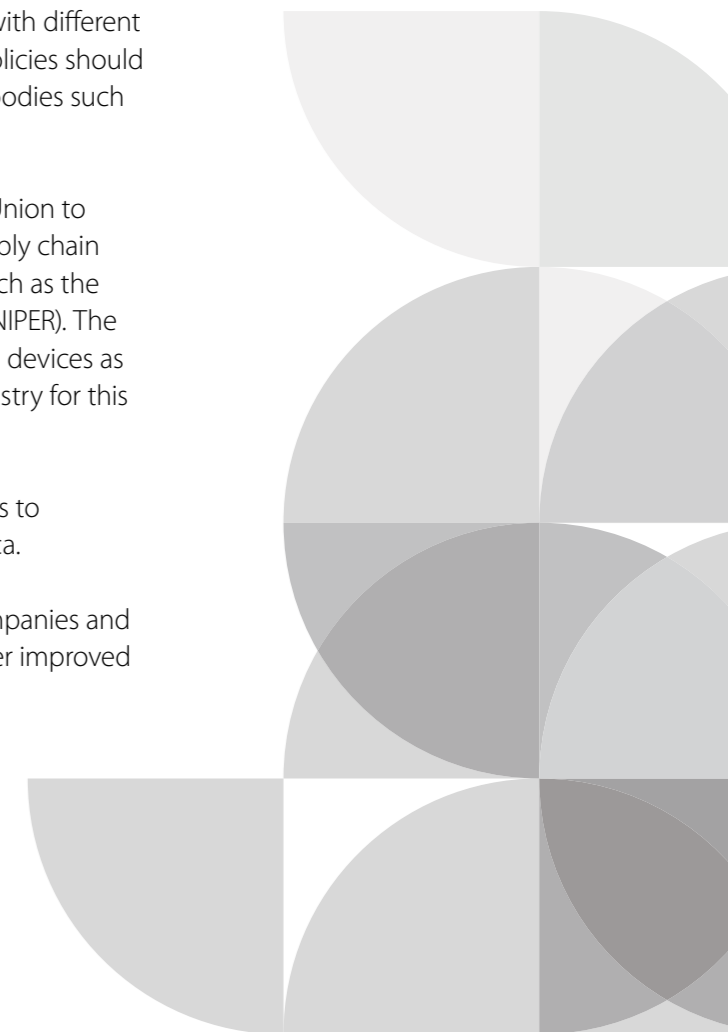 with different
olicies should
bodies such
Union to
ply chain
ch as the
NIPER). The
devices as
stry for this
s to
ta.
mpanies and
er improved